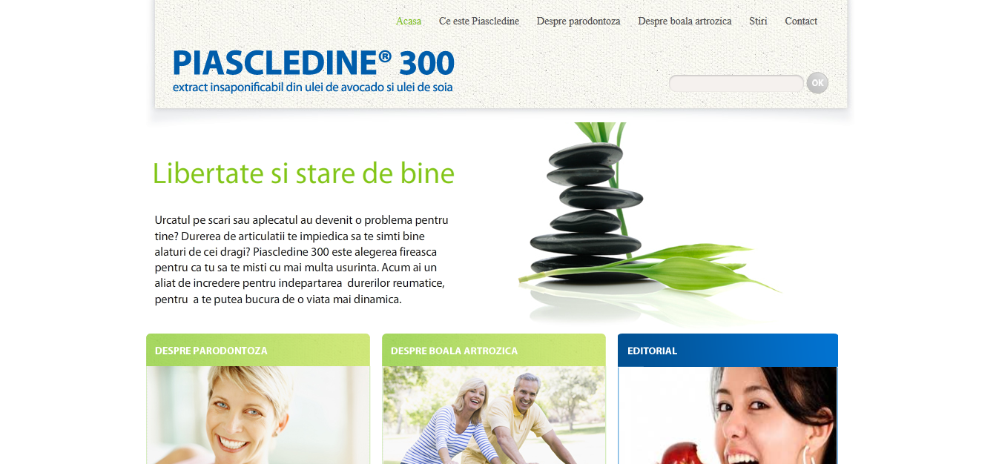 Acasa Ce este Piascledine Despre parodontoza Despre boala artrozica Stiri Contact
PIASCLEDINE® 300
extract insaponificabil din ulei de avocado si ulei de soia
OK
Libertate si stare de bine
Urcatul pe scari sau aplecatul au devenit o problema pentru
tine? Durerea de articulatii te impiedica sa te simti bine
alaturi de cei dragi? Piascledine 300 este alegerea fireasca
pentru ca tu sa te misti cu mai multa usurinta. Acum ai un
aliat de incredere pentru indepartarea durerilor reumatice,
pentru a te putea bucura de o viata mai dinamica.
DESPRE PARODONTOZA
DESPRE BOALA ARTROZICA
EDITORIAL